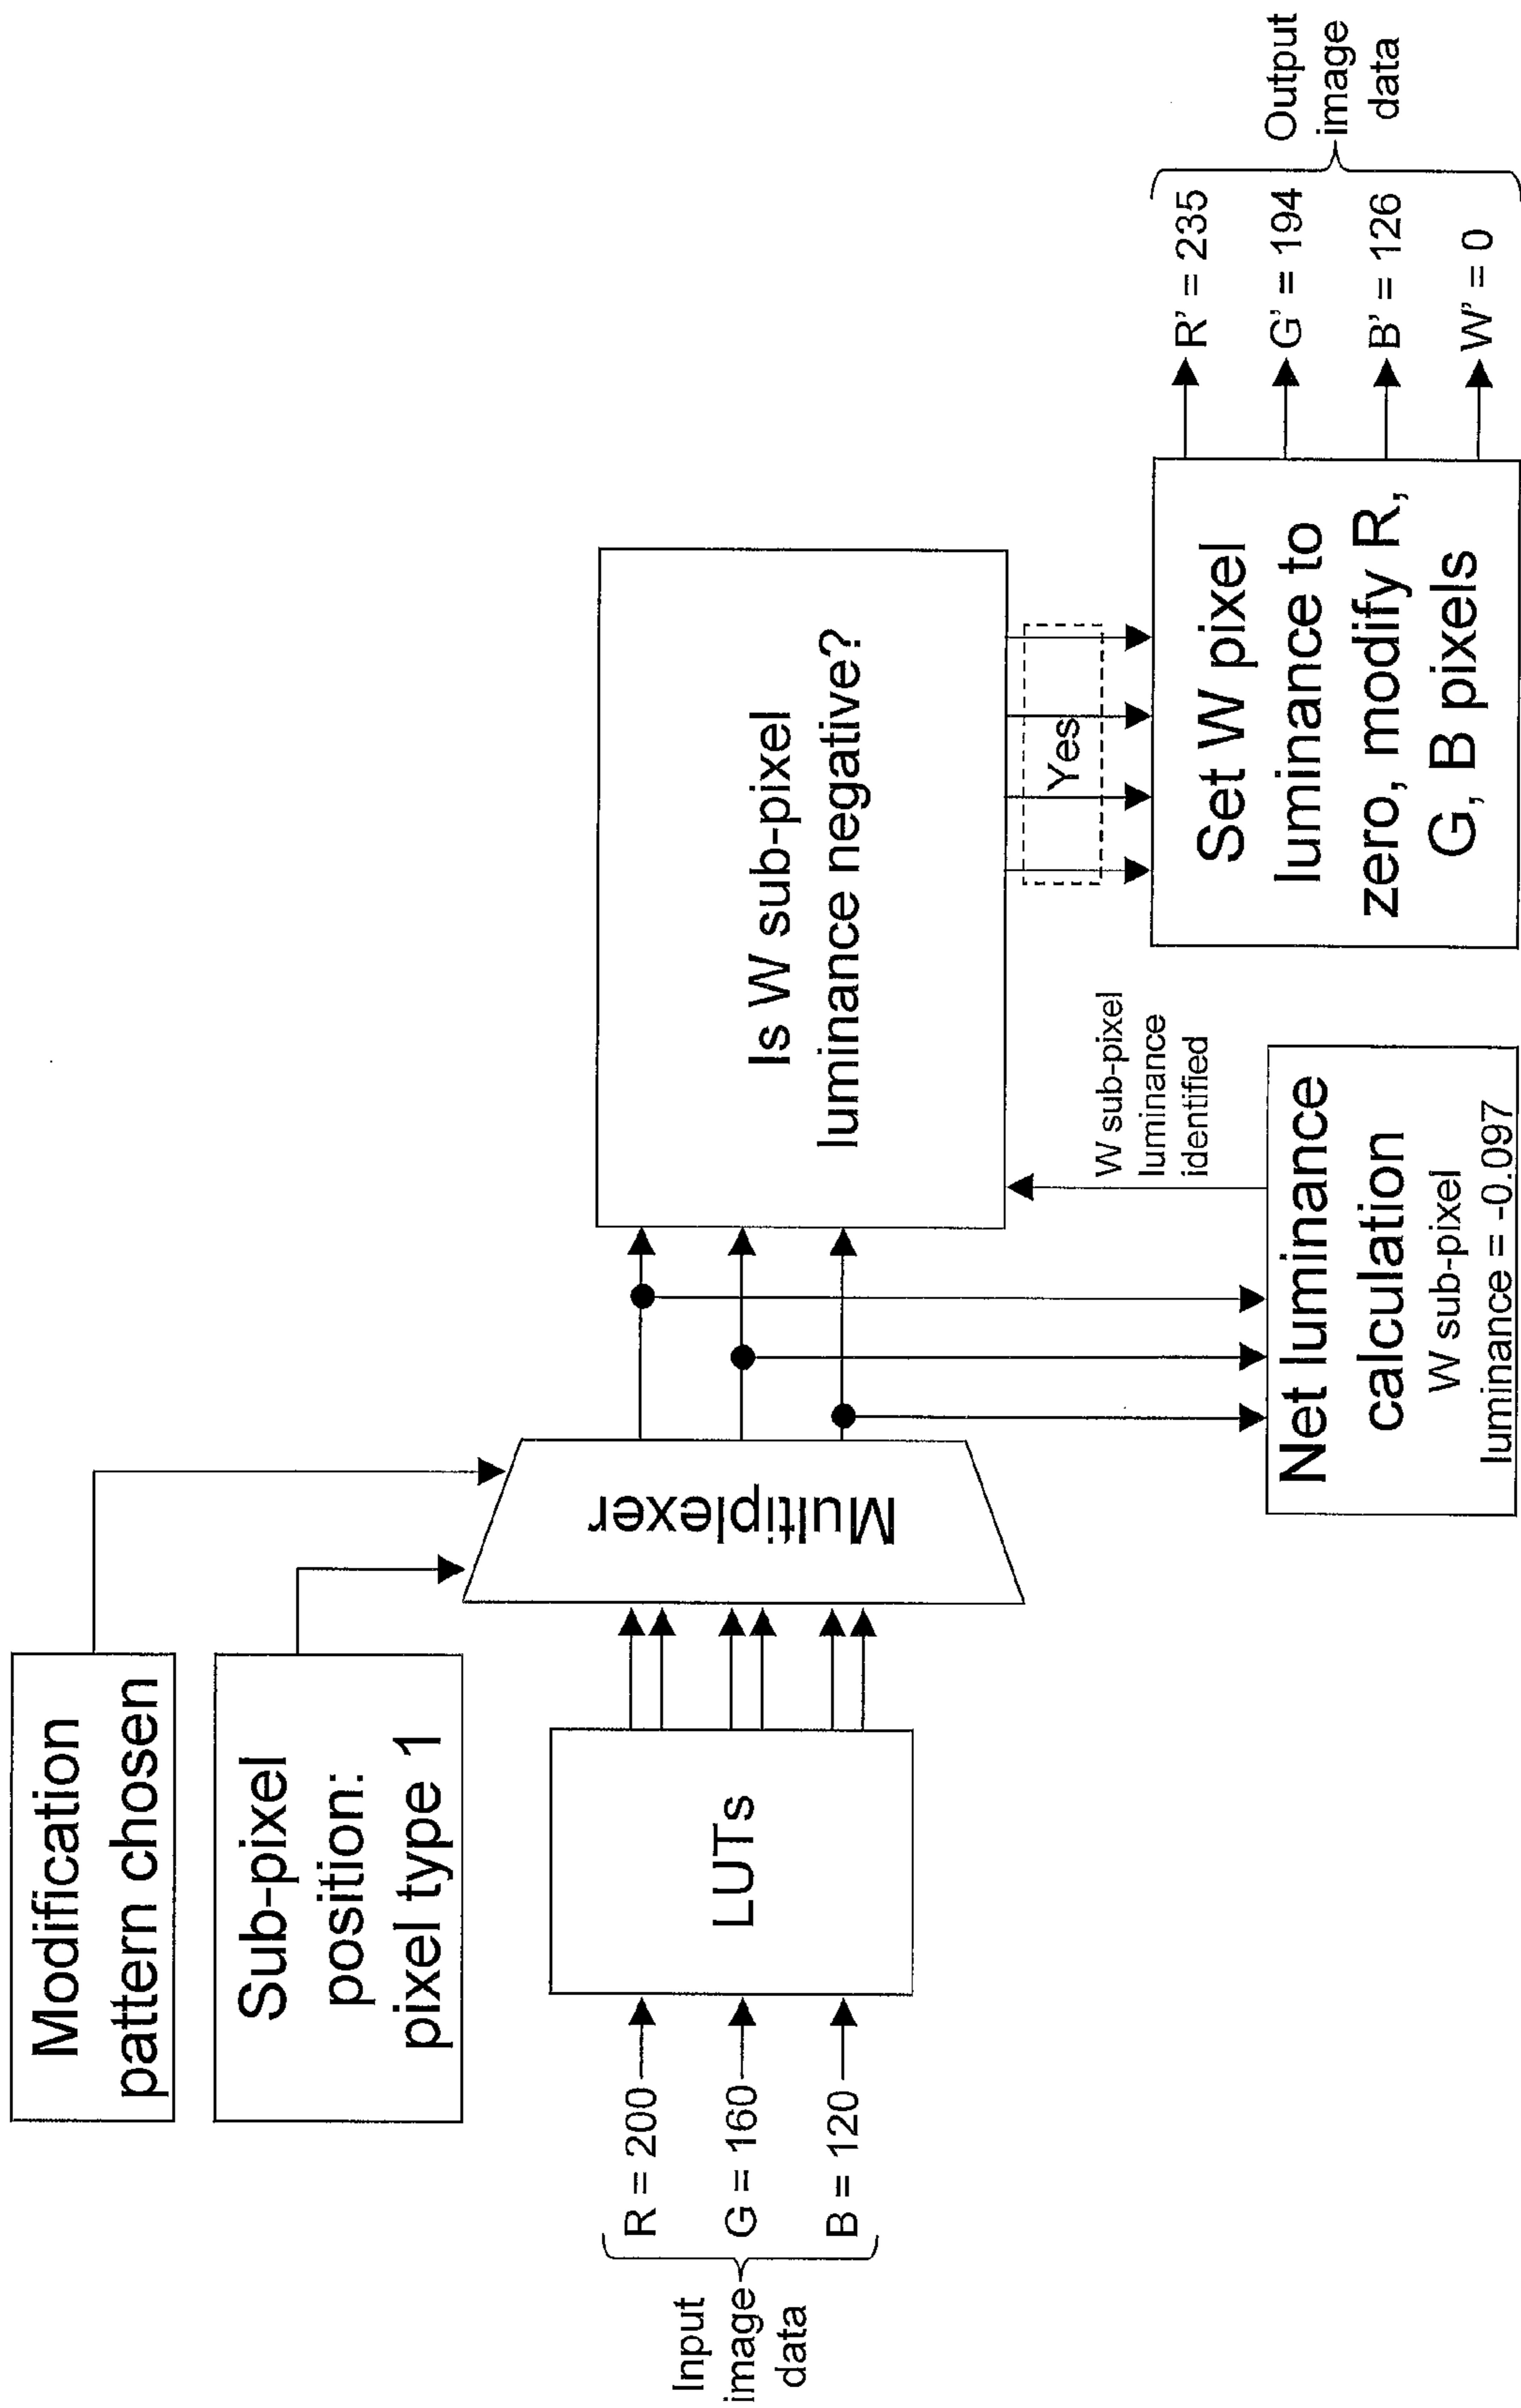 Modification
pattern chosen
Sub-pixel
position:
pixel type 1
Input
image
data
R = 200
G = 160
B = 120
LUTs
Multiplexer
Is W sub-pixel
luminance negative?
Net luminance
calculation
W sub-pixel
luminance = -0.097
W sub-pixel
luminance
identified
Yes
Set W pixel
luminance to
zero, modify R,
G, B pixels
R' = 235
G' = 194
B' = 126
W' = 0
Output
image
data